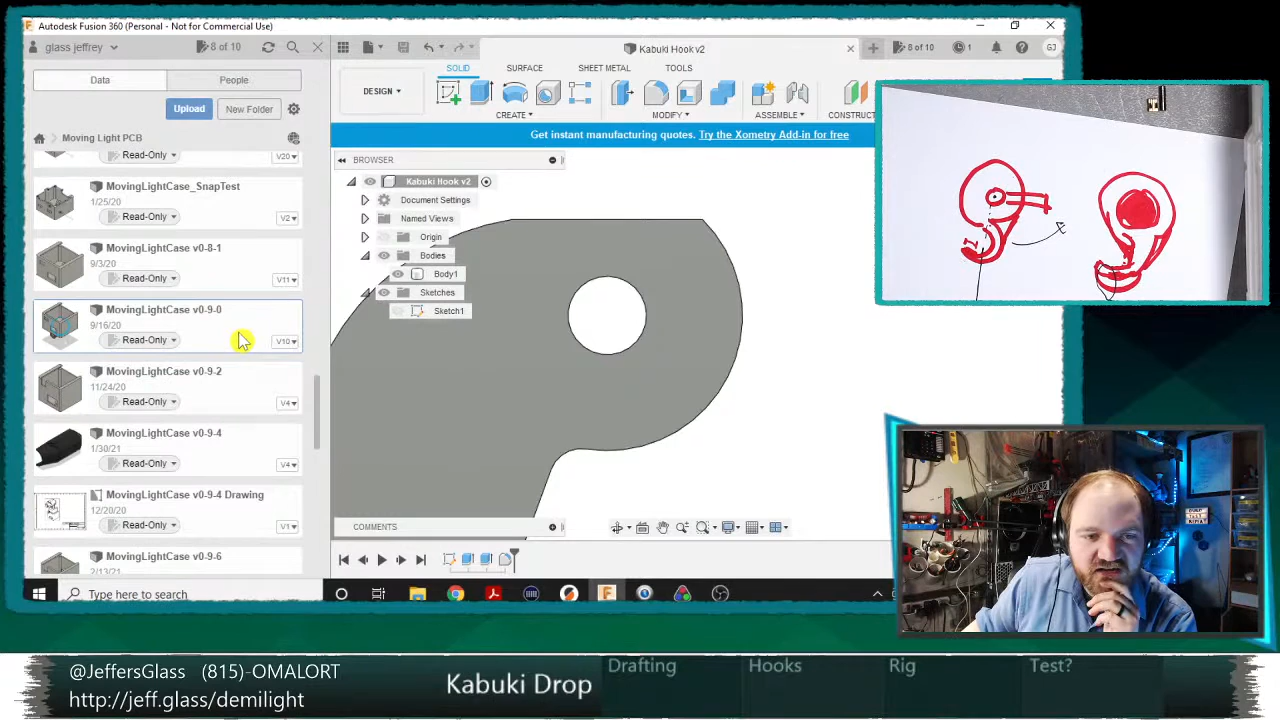 Autodesk Fusion 360 (Personal - Not for Commercial Use)
glass jeffrey
8 of 10
Data
People
Upload
New Folder
Moving Light PCB
Read-Only
V20
MovingLightCase_SnapTest
1/25/20
Read-Only
V2
MovingLightCase v0-8-1
9/3/20
Read-Only
V11
MovingLightCase v0-9-0
9/16/20
Read-Only
V10
MovingLightCase v0-9-2
11/24/20
Read-Only
V4
MovingLightCase v0-9-4
1/30/21
Read-Only
V4
MovingLightCase v0-9-4 Drawing
12/20/20
Read-Only
V1
MovingLightCase v0-9-6
2/13/21
Kabuki Hook v2
8 of 10
1
GJ
SOLID
SURFACE
SHEET METAL
TOOLS
DESIGN
CREATE
MODIFY
ASSEMBLE
CONSTRUCT
Get instant manufacturing quotes. Try the Xometry Add-in for free
BROWSER
Kabuki Hook v2
Document Settings
Named Views
Origin
Bodies
Body1
Sketches
Sketch1
COMMENTS
Type here to search
@JeffersGlass (815)-OMALORT
http://jeff.glass/demilight
Kabuki Drop
Drafting
Hooks
Rig
Test?